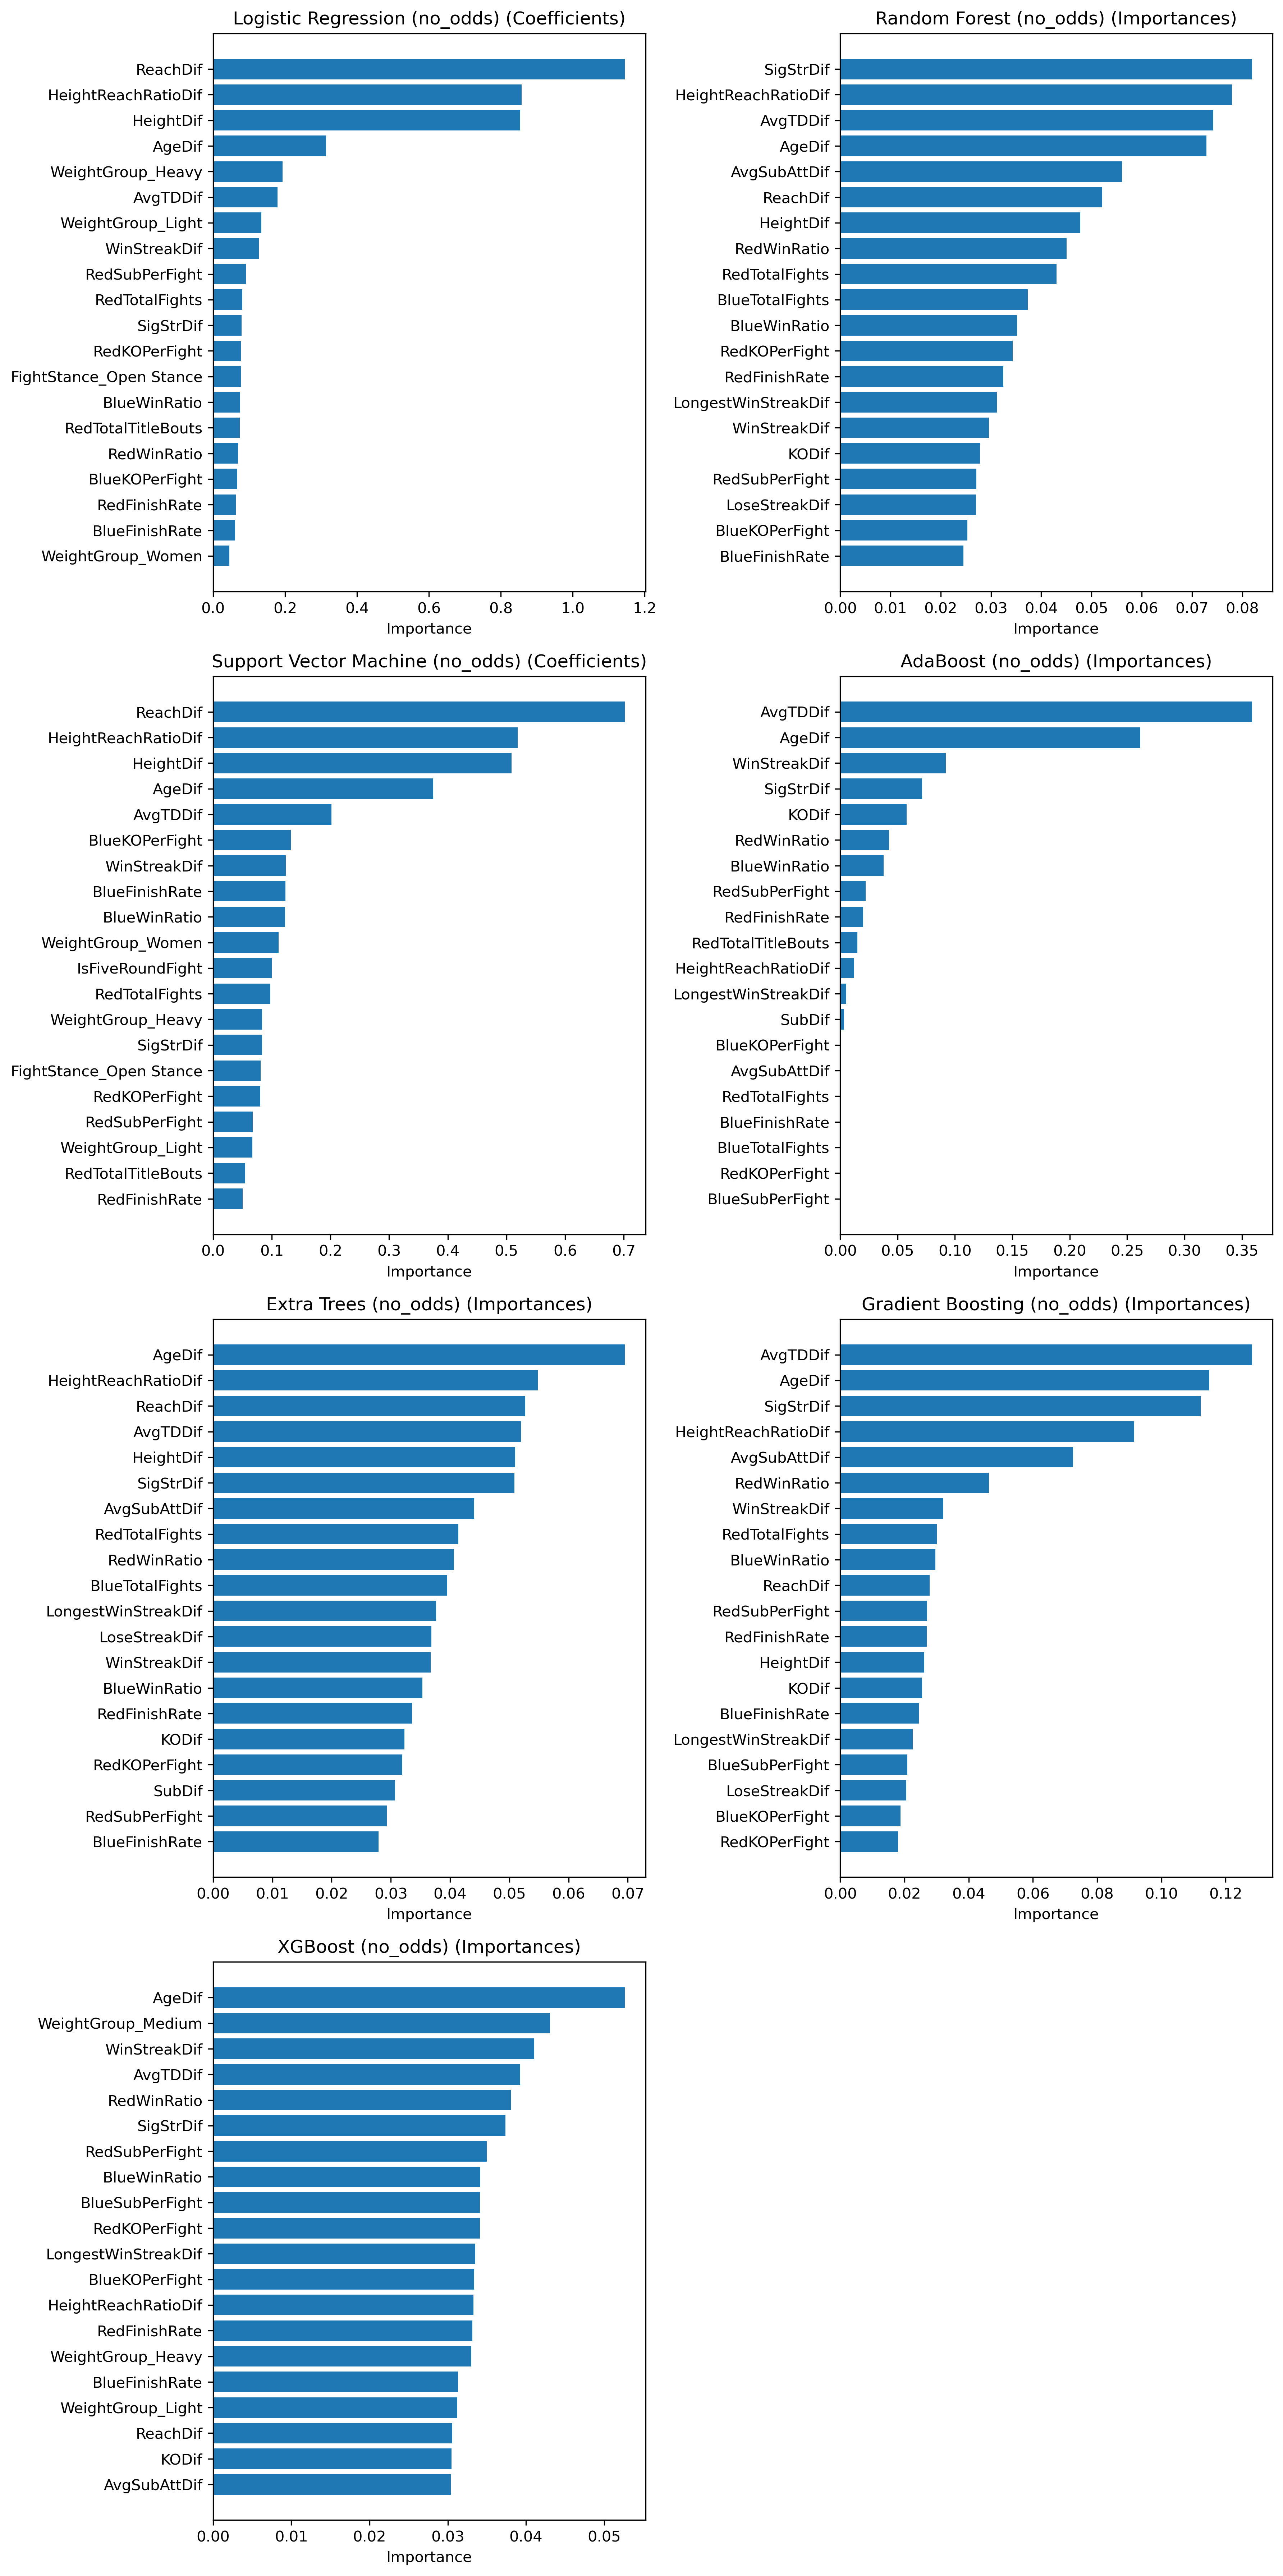 Logistic Regression (no_odds) (Coefficients)
ReachDif
HeightReachRatioDif
HeightDif
AgeDif
WeightGroup_Heavy
AvgTDDif
WeightGroup_Light
WinStreakDif
RedSubPerFight
RedTotalFights
SigStrDif
RedKOPerFight
FightStance_Open Stance
BlueWinRatio
RedTotalTitleBouts
RedWinRatio
BlueKOPerFight
RedFinishRate
BlueFinishRate
WeightGroup_Women
0.0 0.2 0.4 0.6 0.8 1.0 1.2
Importance
Random Forest (no_odds) (Importances)
SigStrDif
HeightReachRatioDif
AvgTDDif
AgeDif
AvgSubAttDif
ReachDif
HeightDif
RedWinRatio
RedTotalFights
BlueTotalFights
BlueWinRatio
RedKOPerFight
RedFinishRate
LongestWinStreakDif
WinStreakDif
KODif
RedSubPerFight
LoseStreakDif
BlueKOPerFight
BlueFinishRate
0.00 0.01 0.02 0.03 0.04 0.05 0.06 0.07 0.08
Importance
Support Vector Machine (no_odds) (Coefficients)
ReachDif
HeightReachRatioDif
HeightDif
AgeDif
AvgTDDif
BlueKOPerFight
WinStreakDif
BlueFinishRate
BlueWinRatio
WeightGroup_Women
IsFiveRoundFight
RedTotalFights
WeightGroup_Heavy
SigStrDif
FightStance_Open Stance
RedKOPerFight
RedSubPerFight
WeightGroup_Light
RedTotalTitleBouts
RedFinishRate
0.0 0.1 0.2 0.3 0.4 0.5 0.6 0.7
Importance
AdaBoost (no_odds) (Importances)
AvgTDDif
AgeDif
WinStreakDif
SigStrDif
KODif
RedWinRatio
BlueWinRatio
RedSubPerFight
RedFinishRate
RedTotalTitleBouts
HeightReachRatioDif
LongestWinStreakDif
SubDif
BlueKOPerFight
AvgSubAttDif
RedTotalFights
BlueFinishRate
BlueTotalFights
RedKOPerFight
BlueSubPerFight
0.00 0.05 0.10 0.15 0.20 0.25 0.30 0.35
Importance
Extra Trees (no_odds) (Importances)
AgeDif
HeightReachRatioDif
ReachDif
AvgTDDif
HeightDif
SigStrDif
AvgSubAttDif
RedTotalFights
RedWinRatio
BlueTotalFights
LongestWinStreakDif
LoseStreakDif
WinStreakDif
BlueWinRatio
RedFinishRate
KODif
RedKOPerFight
SubDif
RedSubPerFight
BlueFinishRate
0.00 0.01 0.02 0.03 0.04 0.05 0.06 0.07
Importance
Gradient Boosting (no_odds) (Importances)
AvgTDDif
AgeDif
SigStrDif
HeightReachRatioDif
AvgSubAttDif
RedWinRatio
WinStreakDif
RedTotalFights
BlueWinRatio
ReachDif
RedSubPerFight
RedFinishRate
HeightDif
KODif
BlueFinishRate
LongestWinStreakDif
BlueSubPerFight
LoseStreakDif
BlueKOPerFight
RedKOPerFight
0.00 0.02 0.04 0.06 0.08 0.10 0.12
Importance
XGBoost (no_odds) (Importances)
AgeDif
WeightGroup_Medium
WinStreakDif
AvgTDDif
RedWinRatio
SigStrDif
RedSubPerFight
BlueWinRatio
BlueSubPerFight
RedKOPerFight
LongestWinStreakDif
BlueKOPerFight
HeightReachRatioDif
RedFinishRate
WeightGroup_Heavy
BlueFinishRate
WeightGroup_Light
ReachDif
KODif
AvgSubAttDif
0.00 0.01 0.02 0.03 0.04 0.05
Importance